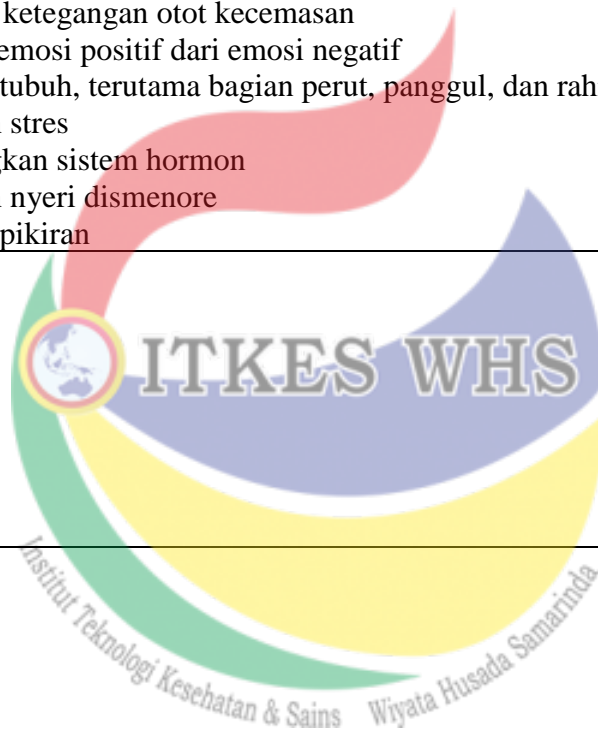 ketegangan otot kecemasan
emosi positif dari emosi negatif
tubuh, terutama bagian perut, panggul, dan rah
stres
kan sistem hormon
nyeri dismenore
pikiran
ITKES WHS
Institut Teknologi Kesehatan & Sains Wiyata Husada Samarinda